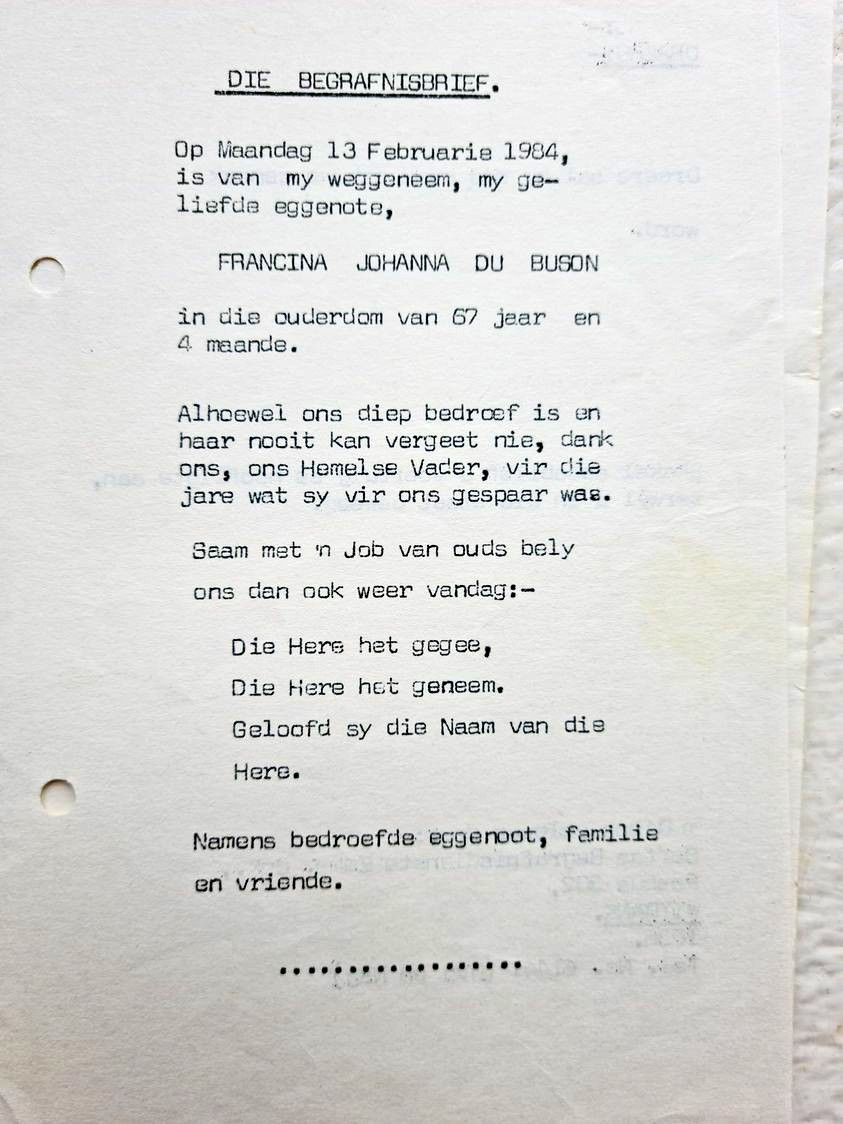 DIE BEGRAFNISBRIEF.
Op Maandag 13 Februarie 1984,
is van my weggeneem, my ge-
liefde eggenote,
FRANCINA JOHANNA DU BUSON
in die ouderdom van 67 jaar en
4 maande.
Alhoewel ons diep bedroef is en
haar nooit kan vergeet nie, dank
ons, ons Hemelse Vader, vir die
jare wat sy vir ons gespaar was.
Saam met 'n Job van ouds bely
ons dan ook weer vandag:-
Die Here het gegee,
Die Here het geneem.
Geloofd sy die Naam van die
Here.
Namens bedroefde eggenoot, familie
en vriende.
..................